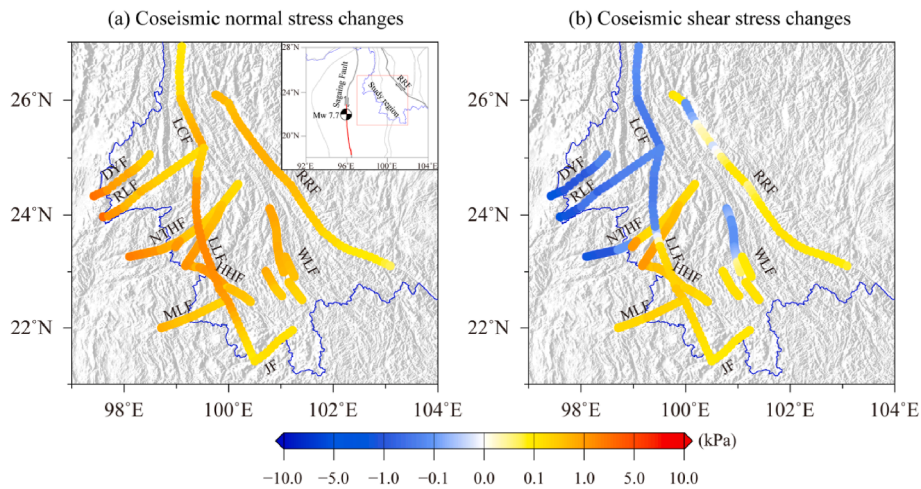 (a) Coseismic normal stress changes
(b) Coseismic shear stress changes
26°N
24°N
22°N
98°E
100°E
102°E
104°E
LCF
DYF
RLF
NTHF
LLF
HHF
MLF
WLF
RRF
JF
28°N
24°N
20°N
92°E
96°E
100°E
104°E
Sagaing Fault
Mw 7.7
RRF
Study region
26°N
24°N
22°N
98°E
100°E
102°E
104°E
LCF
DYF
RLF
NTHF
LLF
HHF
MLF
WLF
RRF
JF
(kPa)
−10.0 −5.0 −1.0 −0.1 0.0 0.1 1.0 5.0 10.0